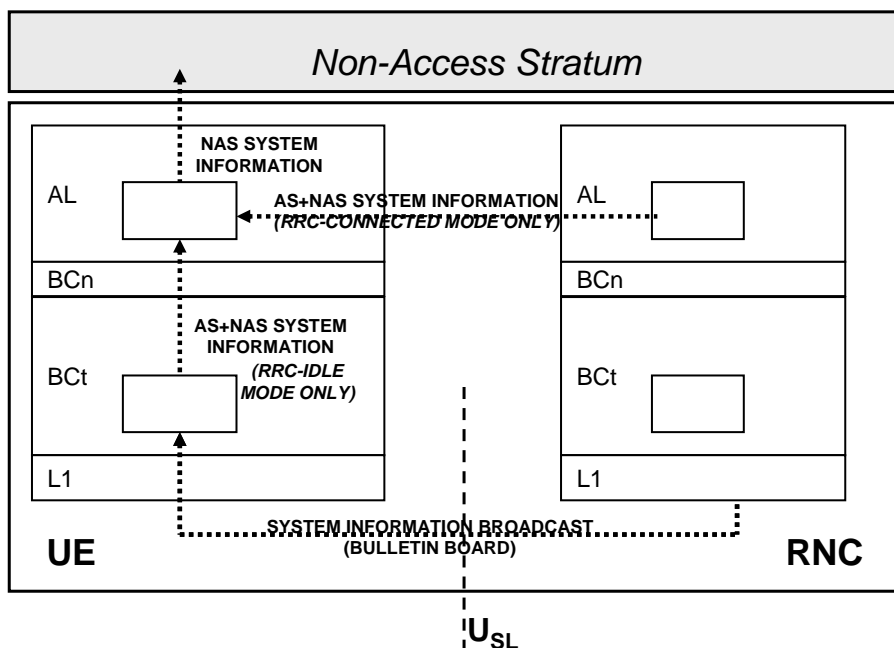 Non-Access Stratum
NAS SYSTEM
INFORMATION
AL
AS+NAS SYSTEM INFORMATION
(RRC-CONNECTED MODE ONLY)
AL
BCn
BCn
AS+NAS SYSTEM
INFORMATION
(RRC-IDLE
MODE ONLY)
BCt
BCt
L1
L1
SYSTEM INFORMATION BROADCAST
(BULLETIN BOARD)
UE
RNC
USL